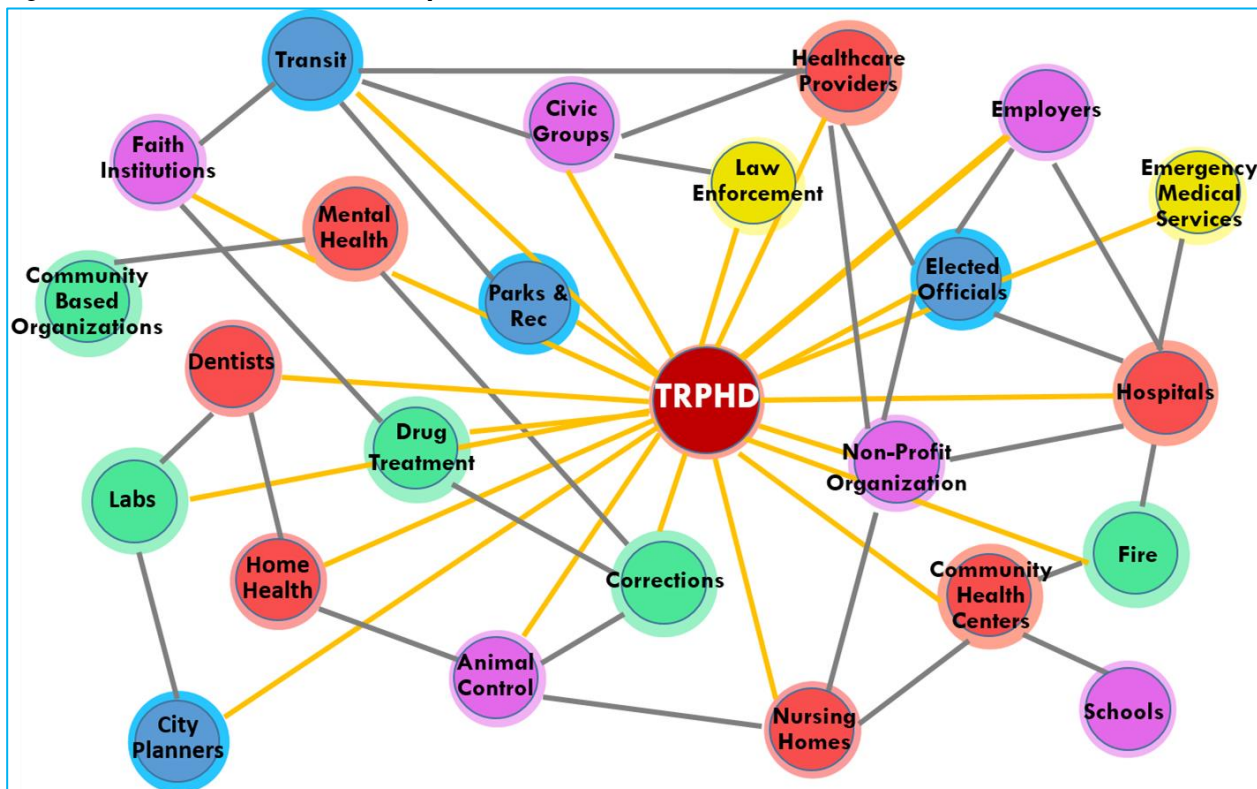 Transit
Healthcare
Providers
Civic
Groups
Employers
Faith
Institutions
Law
Enforcement
Emergency
Medical
Services
Mental
Health
Community
Based
Organizations
Parks &
Rec
Elected
Officials
Dentists
TRPHD
Hospitals
Drug
Treatment
Non-Profit
Organization
Labs
Home
Health
Corrections
Community
Health
Centers
Fire
Animal
Control
Nursing
Homes
Schools
City
Planners